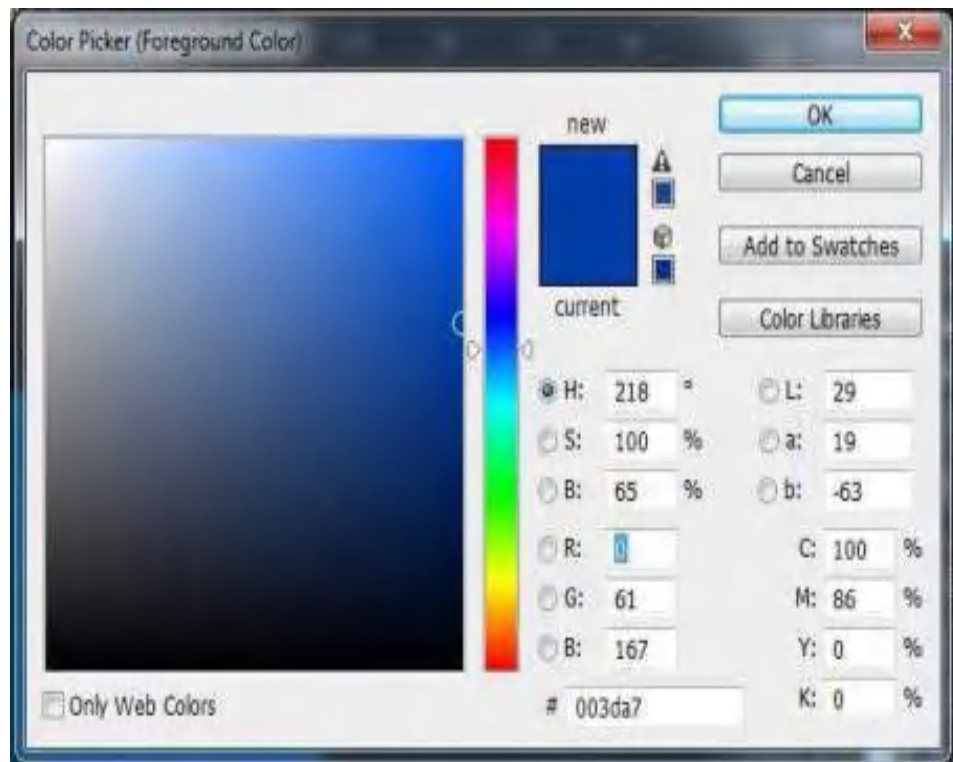 Color Picker (Foreground Color)
new
current
OK
Cancel
Add to Swatches
Color Libraries
H: 218 °
S: 100 %
B: 65 %
R: 0
G: 61
B: 167
# 003da7
L: 29
a: 19
b: -63
C: 100 %
M: 86 %
Y: 0 %
K: 0 %
Only Web Colors